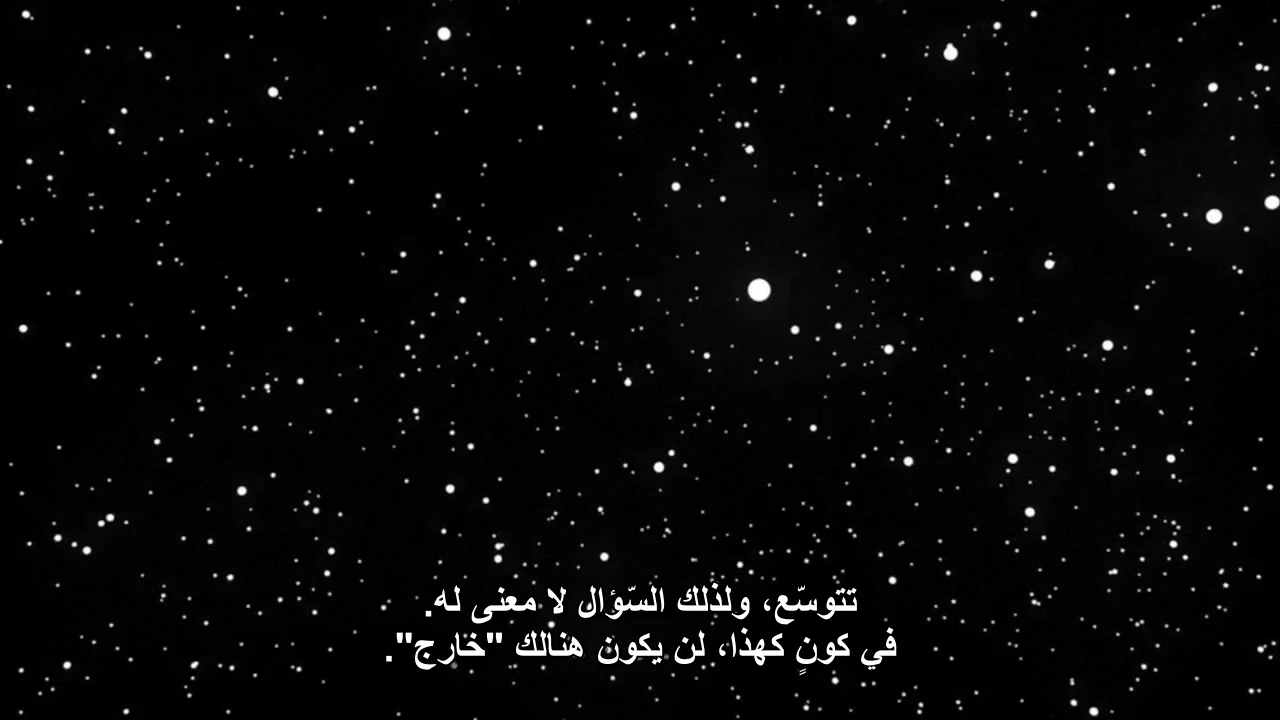 تتوسّع، ولذلك السّؤال لا معنى له.
في كونٍ كهذا، لن يكون هنالك "خارج".